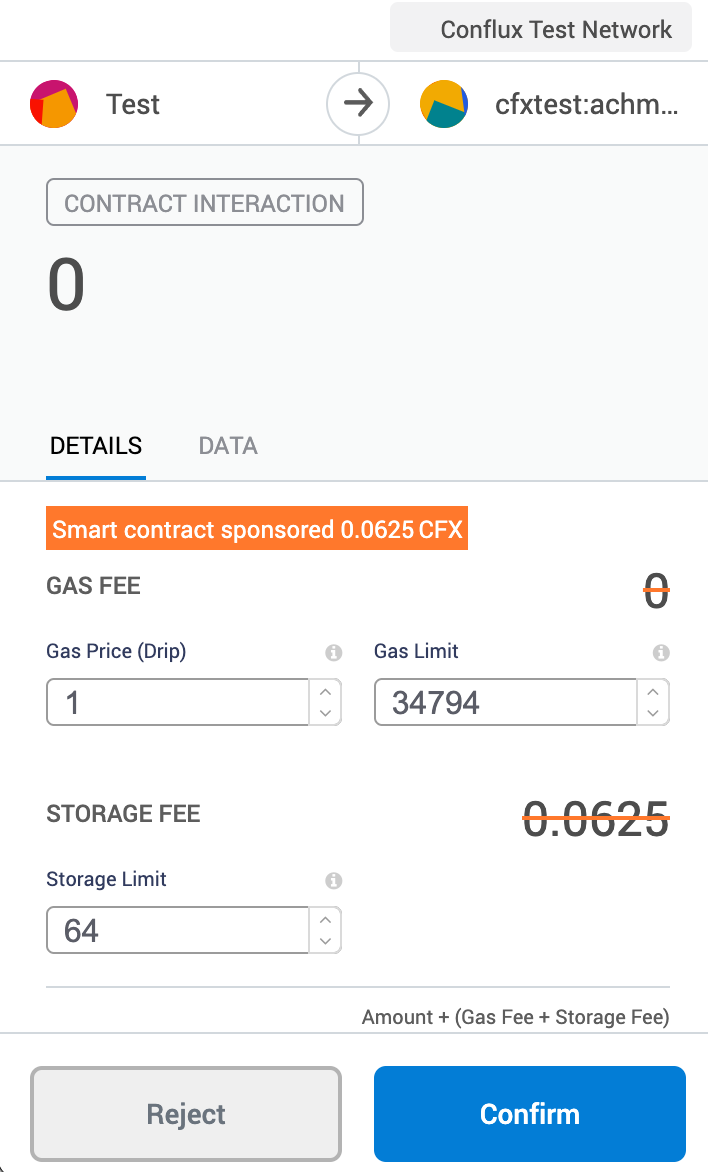 Conflux Test Network
Test
cfxtest:achm...
CONTRACT INTERACTION
0
DETAILS DATA
Smart contract sponsored 0.0625 CFX
GAS FEE 0
Gas Price (Drip) Gas Limit
1 34794
STORAGE FEE 0.0625
Storage Limit
64
Amount + (Gas Fee + Storage Fee)
Reject Confirm